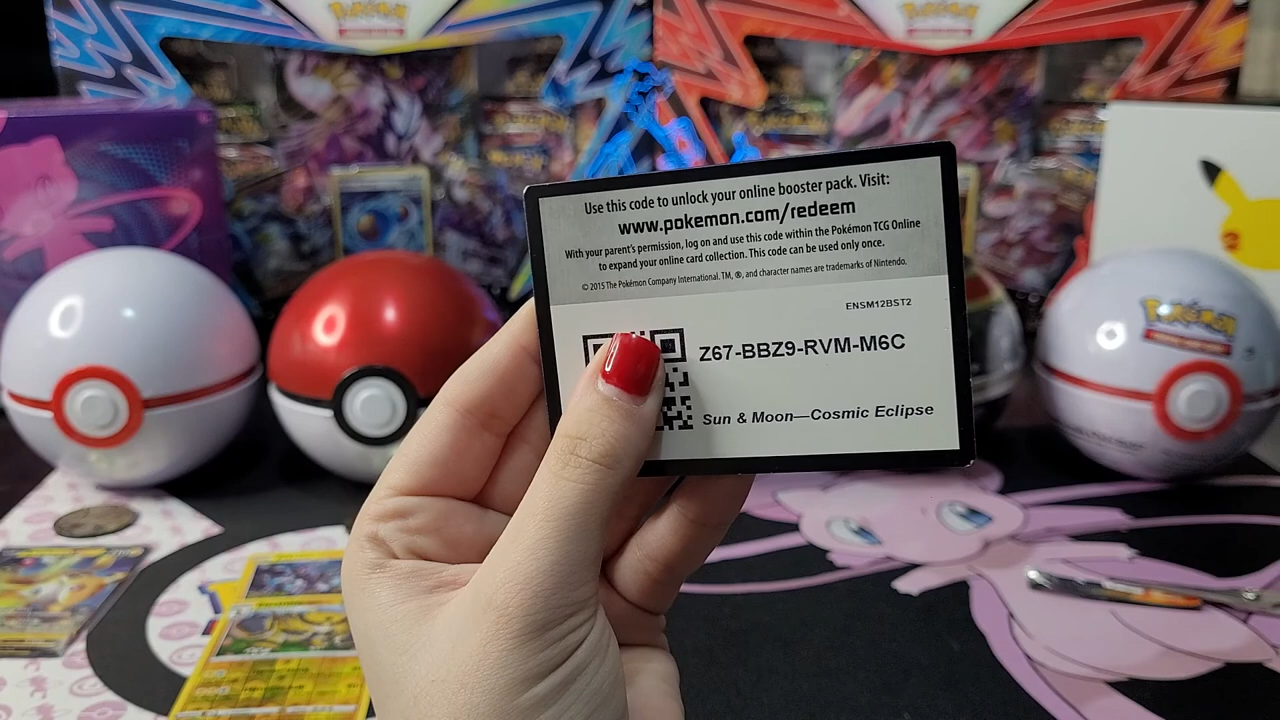 Pokémon
Pokémon
Use this code to unlock your online booster pack. Visit:
www.pokemon.com/redeem
With your parent's permission, log on and use this code within the Pokémon TCG Online
to expand your online card collection. This code can be used only once.
© 2015 The Pokémon Company International. TM, ®, and character names are trademarks of Nintendo.
ENSM12BST2
Z67-BBZ9-RVM-M6C
Sun & Moon—Cosmic Eclipse
Pokémon